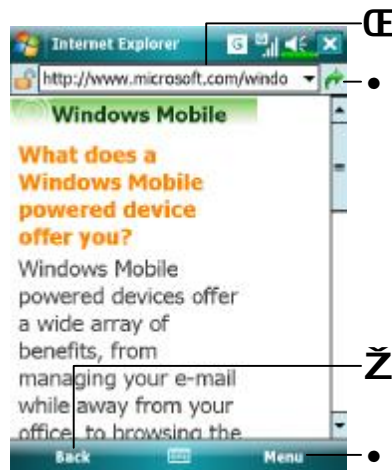 Œ
Internet Explorer G
http://www.microsoft.com/windo
•
Windows Mobile
What does a
Windows Mobile
powered device
offer you?
Windows Mobile
powered devices offer
a wide array of
benefits, from
managing your e-mail
while away from your
office, to browsing the
Ž
Back Menu
•